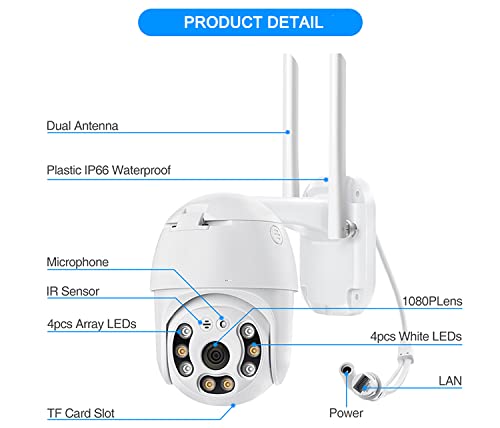 PRODUCT DETAIL
Dual Antenna
Plastic IP66 Waterproof
Microphone
IR Sensor
1080PLens
4pcs Array LEDs
4pcs White LEDs
LAN
TF Card Slot
Power